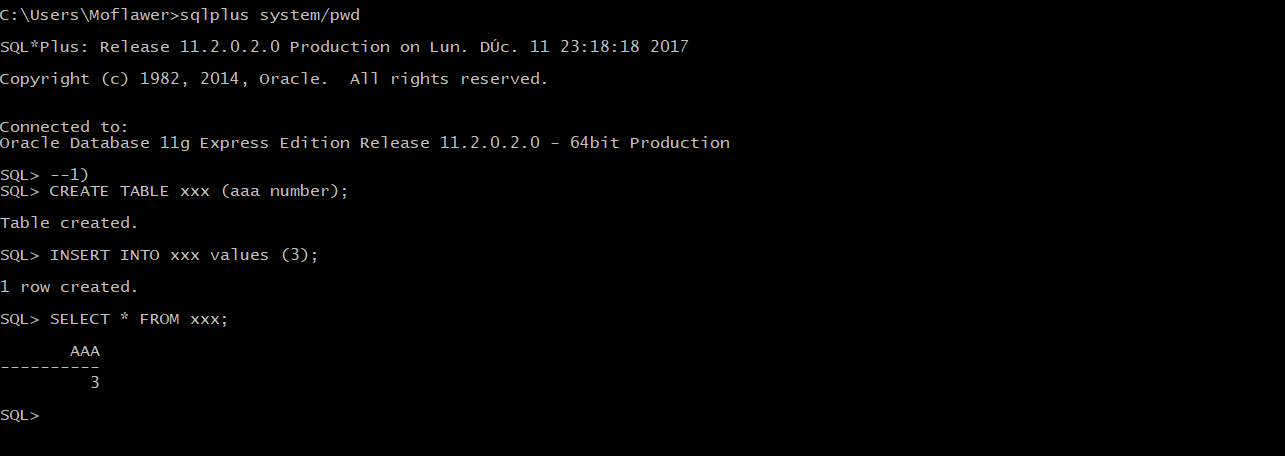 C:\Users\Moflawer>sqlplus system/pwd
SQL*Plus: Release 11.2.0.2.0 Production on Lun. DÚc. 11 23:18:18 2017
Copyright (c) 1982, 2014, Oracle.  All rights reserved.
Connected to:
Oracle Database 11g Express Edition Release 11.2.0.2.0 - 64bit Production
SQL> --1)
SQL> CREATE TABLE xxx (aaa number);
Table created.
SQL> INSERT INTO xxx values (3);
1 row created.
SQL> SELECT * FROM xxx;
AAA
----------
3
SQL>